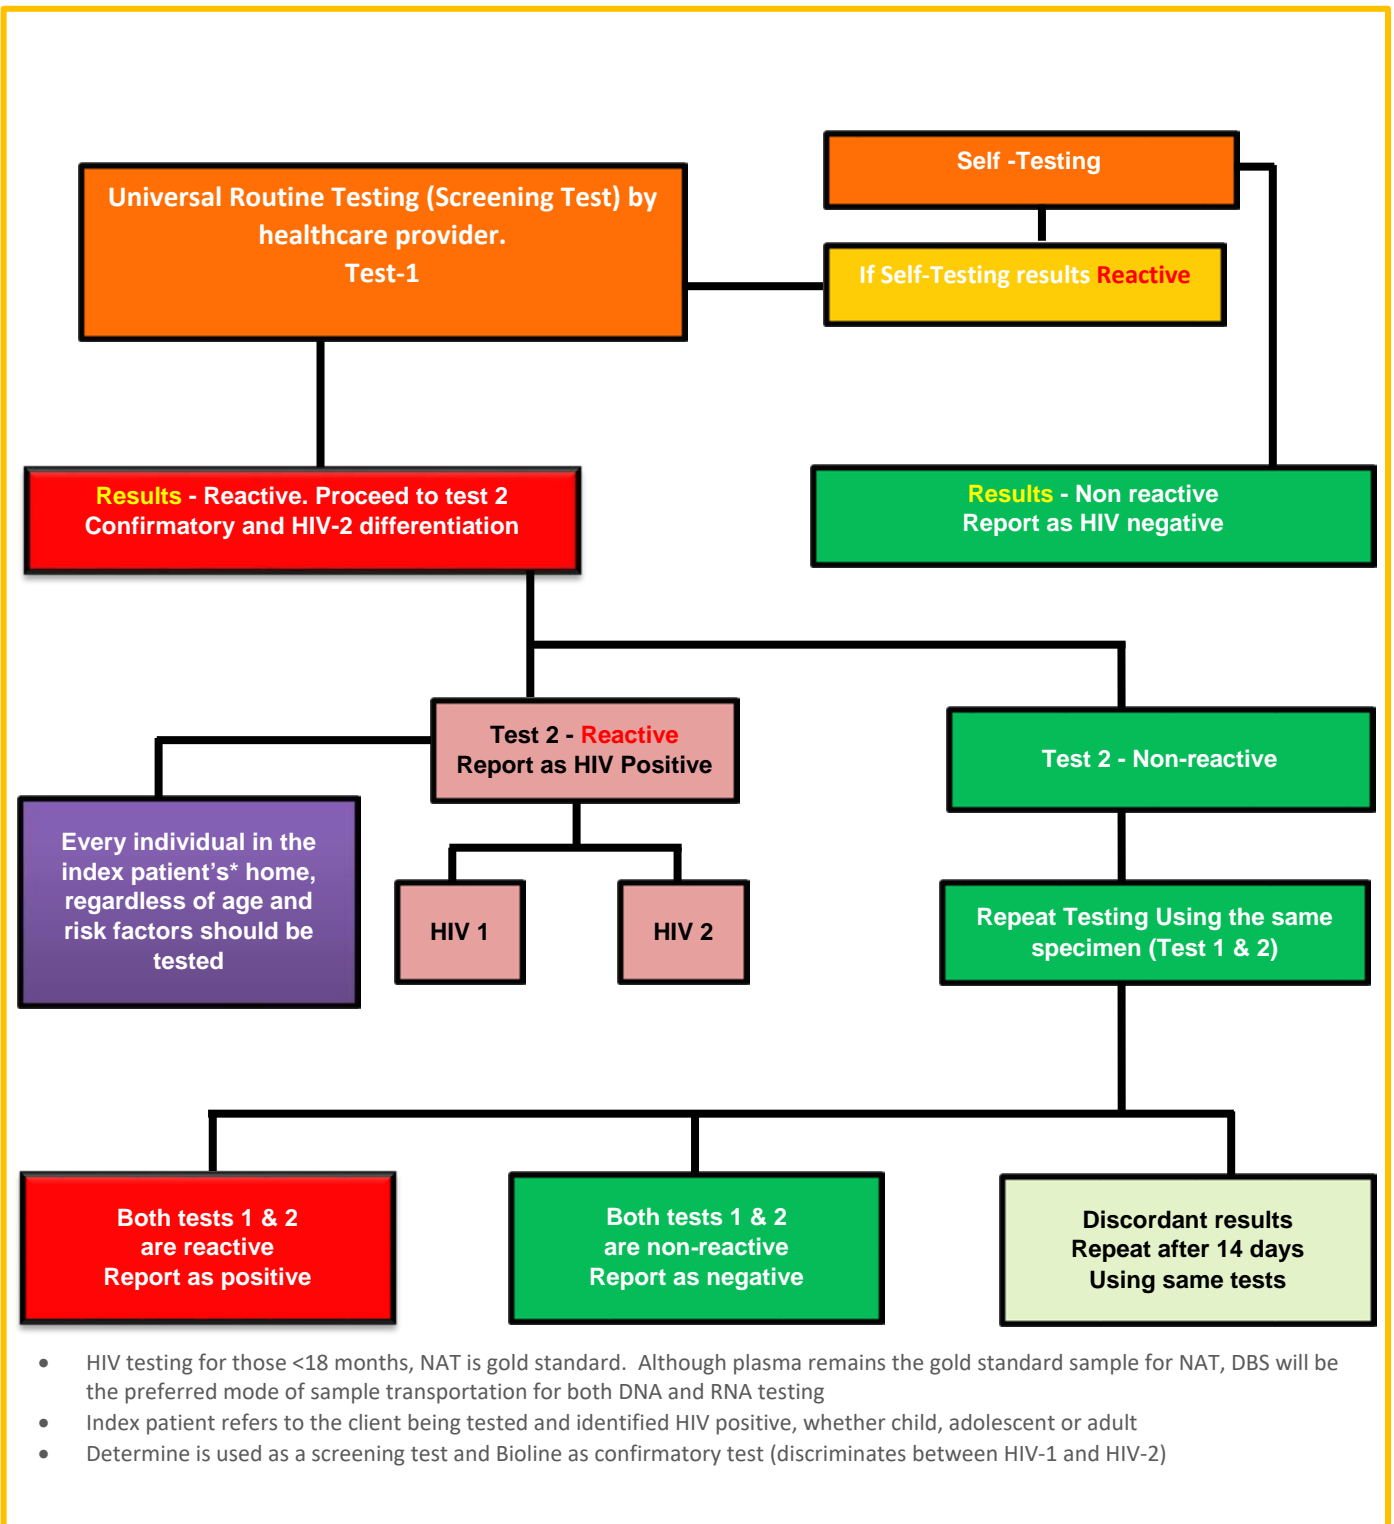 Self -Testing
Universal Routine Testing (Screening Test) by
healthcare provider.
Test-1
If Self-Testing results Reactive
Results - Reactive. Proceed to test 2
Confirmatory and HIV-2 differentiation
Results - Non reactive
Report as HIV negative
Test 2 - Reactive
Report as HIV Positive
Test 2 - Non-reactive
Every individual in the
index patient’s* home,
regardless of age and
risk factors should be
tested
HIV 1
HIV 2
Repeat Testing Using the same
specimen (Test 1 & 2)
Both tests 1 & 2
are reactive
Report as positive
Both tests 1 & 2
are non-reactive
Report as negative
Discordant results
Repeat after 14 days
Using same tests
• HIV testing for those <18 months, NAT is gold standard. Although plasma remains the gold standard sample for NAT, DBS will be
the preferred mode of sample transportation for both DNA and RNA testing
• Index patient refers to the client being tested and identified HIV positive, whether child, adolescent or adult
• Determine is used as a screening test and Bioline as confirmatory test (discriminates between HIV-1 and HIV-2)